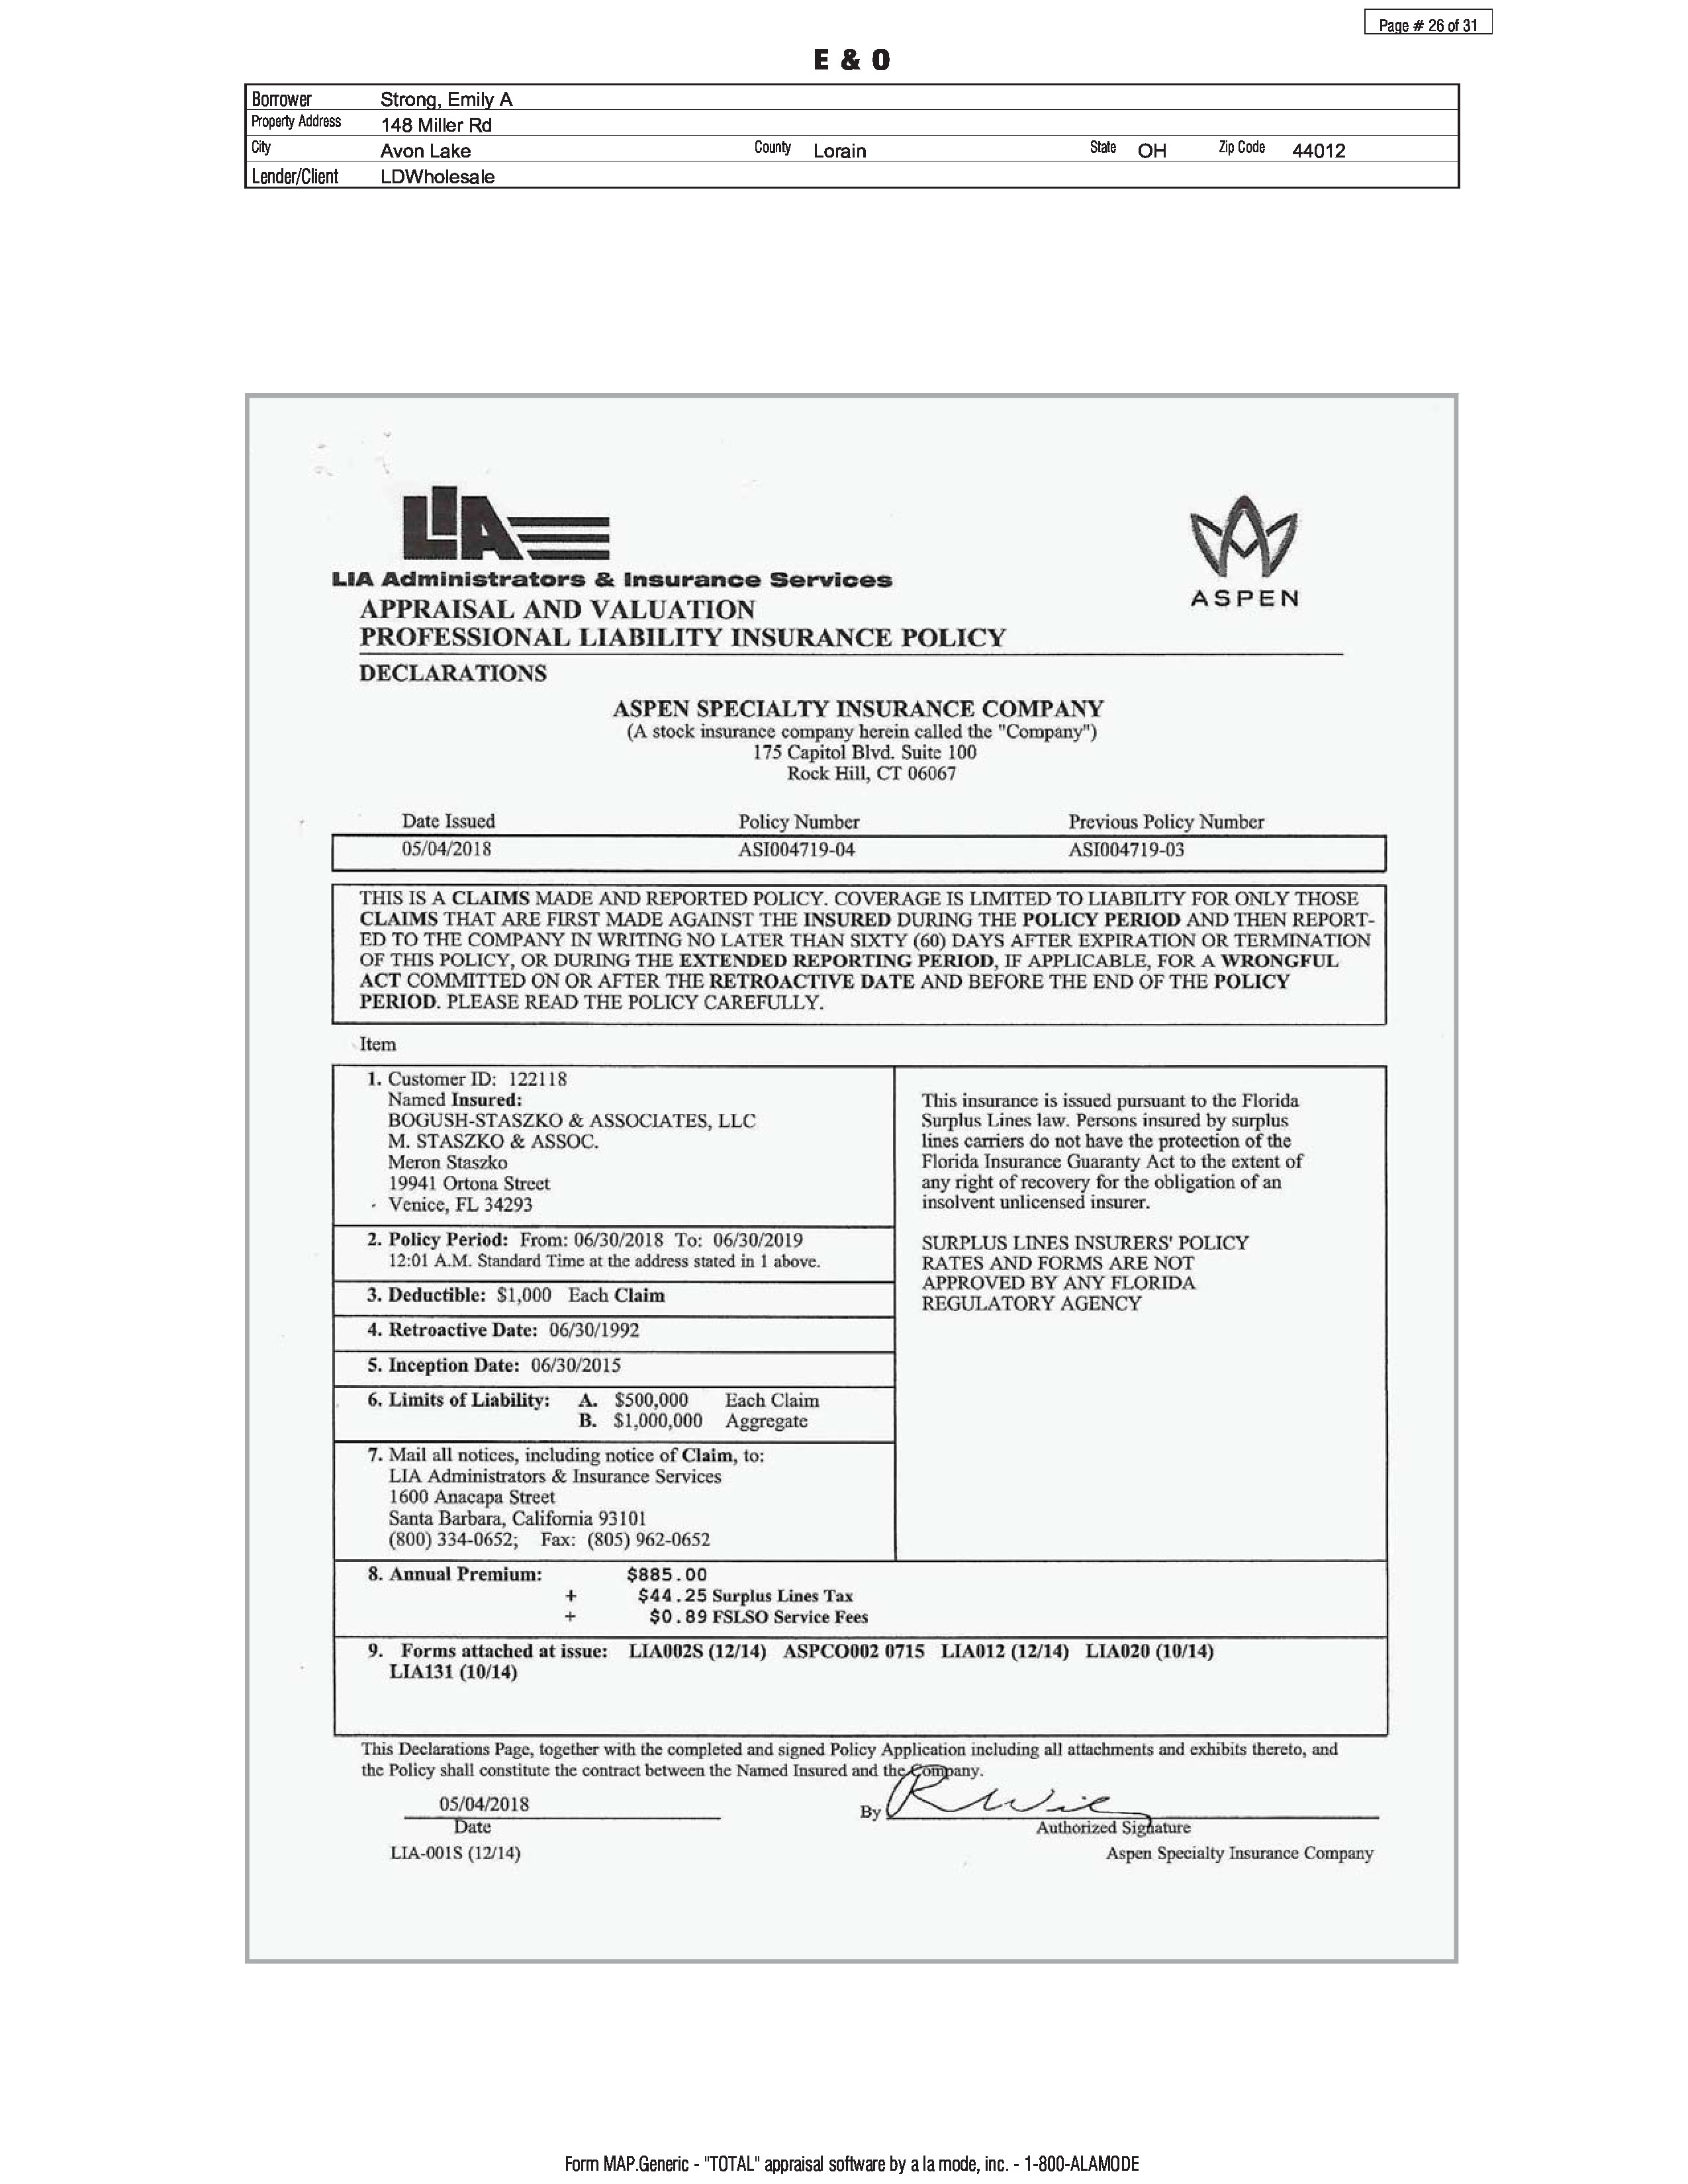 Page # 26 of 31
E & O
Borrower Strong, Emily A
Property Address 148 Miller Rd
City Avon Lake County Lorain State OH Zip Code 44012
Lender/Client LDWholesale
LIA
LIA Administrators & Insurance Services
ASPEN
APPRAISAL AND VALUATION
PROFESSIONAL LIABILITY INSURANCE POLICY
DECLARATIONS
ASPEN SPECIALTY INSURANCE COMPANY
(A stock insurance company herein called the "Company")
175 Capitol Blvd. Suite 100
Rock Hill, CT 06067
Date Issued Policy Number Previous Policy Number
05/04/2018 ASI004719-04 ASI004719-03
THIS IS A CLAIMS MADE AND REPORTED POLICY. COVERAGE IS LIMITED TO LIABILITY FOR ONLY THOSE
CLAIMS THAT ARE FIRST MADE AGAINST THE INSURED DURING THE POLICY PERIOD AND THEN REPORT-
ED TO THE COMPANY IN WRITING NO LATER THAN SIXTY (60) DAYS AFTER EXPIRATION OR TERMINATION
OF THIS POLICY, OR DURING THE EXTENDED REPORTING PERIOD, IF APPLICABLE, FOR A WRONGFUL
ACT COMMITTED ON OR AFTER THE RETROACTIVE DATE AND BEFORE THE END OF THE POLICY
PERIOD. PLEASE READ THE POLICY CAREFULLY.
Item
1. Customer ID: 122118
Named Insured:
BOGUSH-STASZKO & ASSOCIATES, LLC
M. STASZKO & ASSOC.
Meron Staszko
19941 Ortona Street
Venice, FL 34293
2. Policy Period: From: 06/30/2018 To: 06/30/2019
12:01 A.M. Standard Time at the address stated in 1 above.
3. Deductible: $1,000 Each Claim
4. Retroactive Date: 06/30/1992
5. Inception Date: 06/30/2015
6. Limits of Liability: A. $500,000 Each Claim
B. $1,000,000 Aggregate
7. Mail all notices, including notice of Claim, to:
LIA Administrators & Insurance Services
1600 Anacapa Street
Santa Barbara, California 93101
(800) 334-0652; Fax: (805) 962-0652
This insurance is issued pursuant to the Florida
Surplus Lines law. Persons insured by surplus
lines carriers do not have the protection of the
Florida Insurance Guaranty Act to the extent of
any right of recovery for the obligation of an
insolvent unlicensed insurer.
SURPLUS LINES INSURERS' POLICY
RATES AND FORMS ARE NOT
APPROVED BY ANY FLORIDA
REGULATORY AGENCY
8. Annual Premium: $885.00
+ $44.25 Surplus Lines Tax
+ $0.89 FSLSO Service Fees
9. Forms attached at issue: LIA002S (12/14) ASPCO002 0715 LIA012 (12/14) LIA020 (10/14)
LIA131 (10/14)
This Declarations Page, together with the completed and signed Policy Application including all attachments and exhibits thereto, and
the Policy shall constitute the contract between the Named Insured and the Company.
05/04/2018
By
Date
Authorized Signature
LIA-001S (12/14)
Aspen Specialty Insurance Company
Form MAP.Generic - "TOTAL" appraisal software by a la mode, inc. - 1-800-ALAMODE